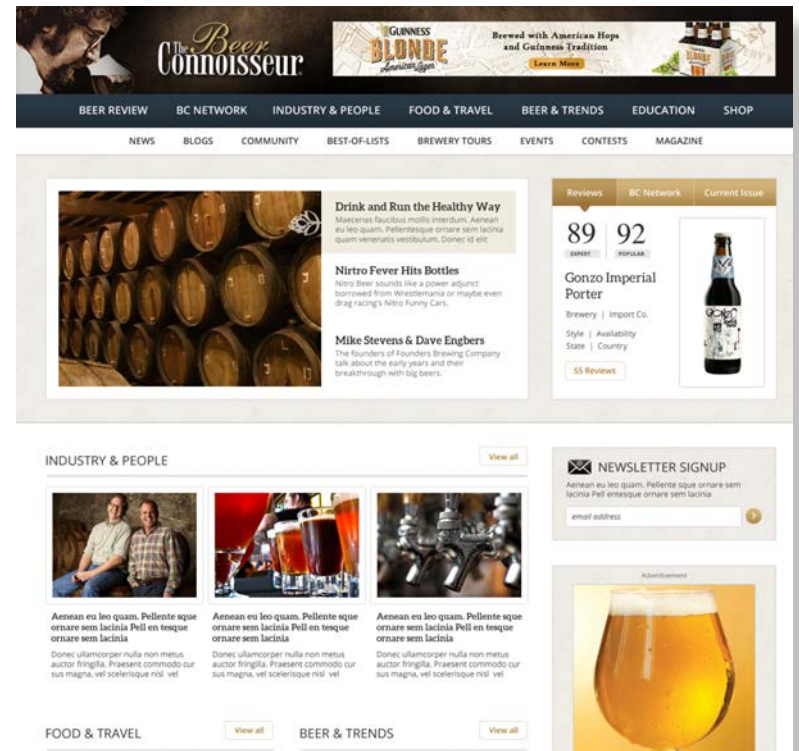 The Beer
Connoisseur
GUINNESS
BLONDE
American Lager
Brewed with American Hops
and Guinness Tradition
Learn More
BEER REVIEW
BC NETWORK
INDUSTRY & PEOPLE
FOOD & TRAVEL
BEER & TRENDS
EDUCATION
SHOP
NEWS
BLOGS
COMMUNITY
BEST-OF-LISTS
BREWERY TOURS
EVENTS
CONTESTS
MAGAZINE
Drink and Run the Healthy Way
Maecenas faucibus mollis interdum. Aenean
eu leo quam. Pellentesque ornare sem lacinia
quam venenatis vestibulum. Donec id elit
Nirtro Fever Hits Bottles
Nitro Beer sounds like a power adjunct
borrowed from Wrestlemania or maybe even
drag racing's Nitro Funny Cars.
Mike Stevens & Dave Engbers
The founders of Founders Brewing Company
talk about the early years and their
breakthrough with big beers.
Reviews
BC Network
Current Issue
89
92
EXPERT
POPULAR
Gonzo Imperial
Porter
Brewery | Import Co.
Style | Availability
State | Country
55 Reviews
INDUSTRY & PEOPLE
View all
Aenean eu leo quam. Pellente sque
ornare sem lacinia Pell en tesque
ornare sem lacinia
Donec ullamcorper nulla non metus
auctor fringilla. Praesent commodo cur
sus magna, vel scelerisque nisl vel
Aenean eu leo quam. Pellente sque
ornare sem lacinia Pell en tesque
ornare sem lacinia
Donec ullamcorper nulla non metus
auctor fringilla. Praesent commodo cur
sus magna, vel scelerisque nisl vel
Aenean eu leo quam. Pellente sque
ornare sem lacinia Pell en tesque
ornare sem lacinia
Donec ullamcorper nulla non metus
auctor fringilla. Praesent commodo cur
sus magna, vel scelerisque nisl vel
NEWSLETTER SIGNUP
Aenean eu leo quam. Pellente sque ornare sem
lacinia Pell entesque ornare sem lacinia
email address
Advertisement
FOOD & TRAVEL
View all
BEER & TRENDS
View all